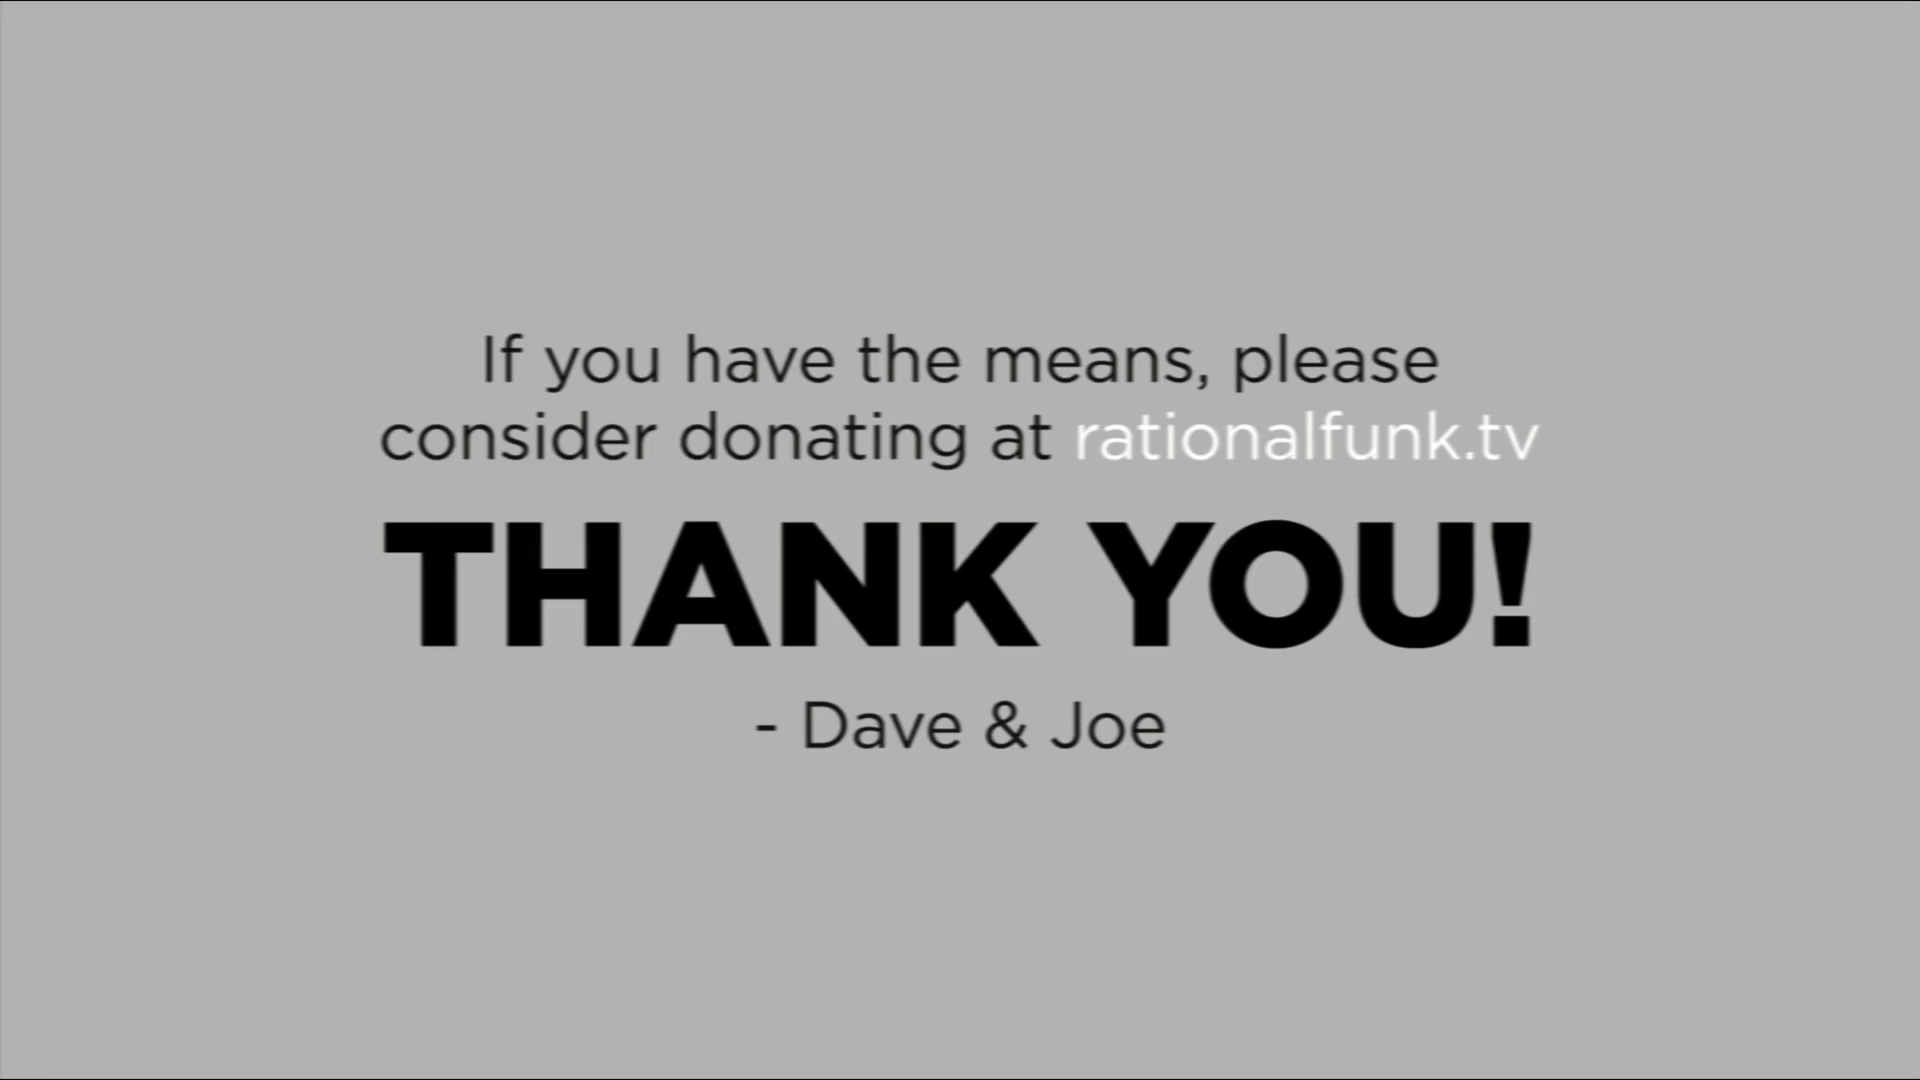 If you have the means, please
consider donating at rationalfunk.tv
THANK YOU!
- Dave & Joe